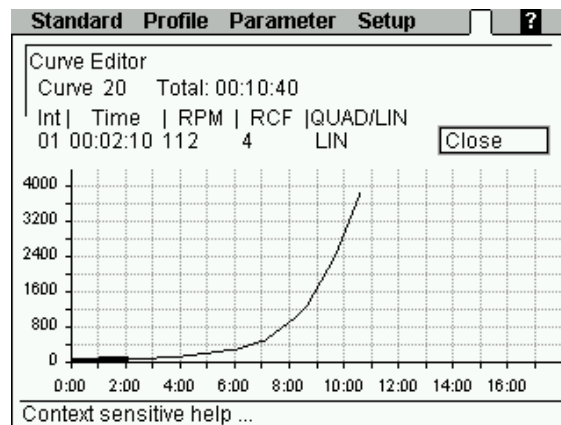 Standard Profile Parameter Setup ?
Curve Editor
Curve 20 Total: 00:10:40
Int | Time | RPM | RCF |QUAD/LIN
01 00:02:10 112 4 LIN
Close
4000
3200
2400
1600
800
0
0:00 2:00 4:00 6:00 8:00 10:00 12:00 14:00 16:00
Context sensitive help ...